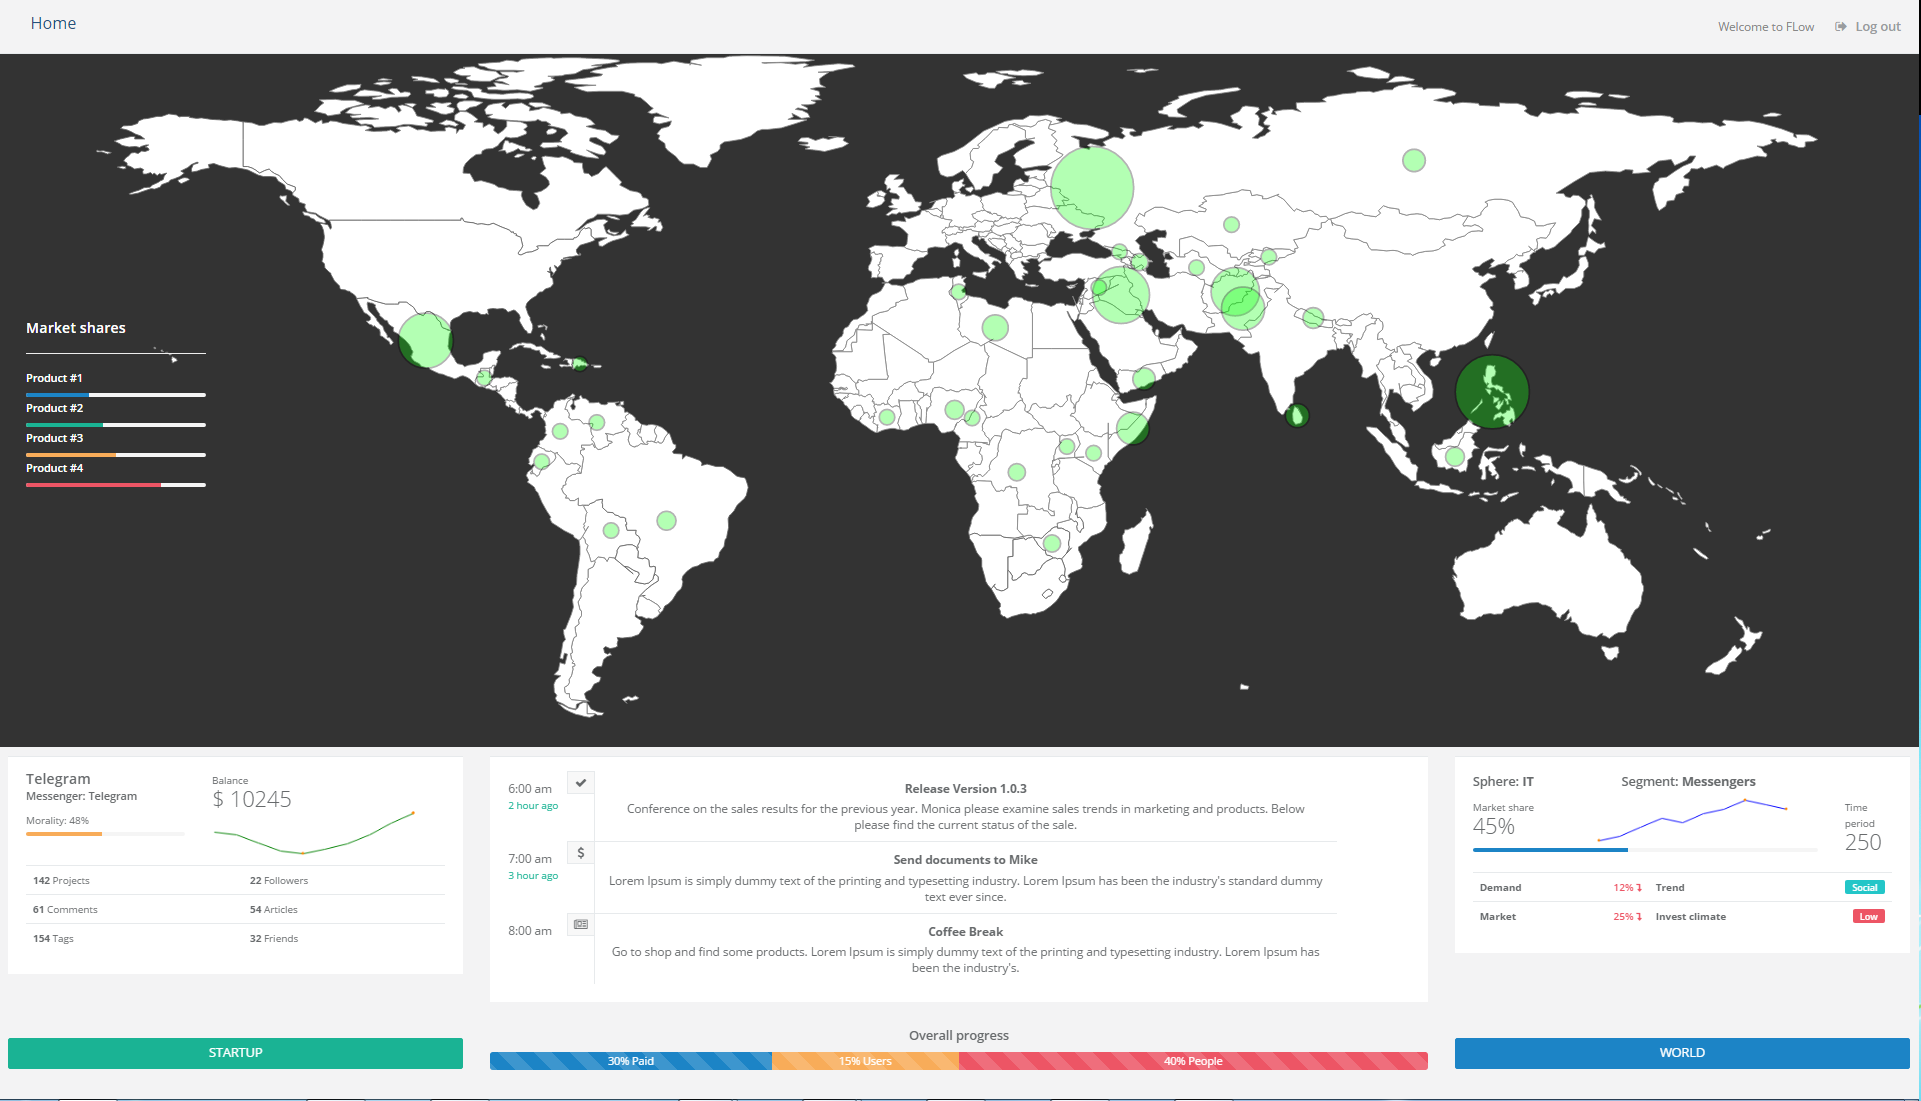 Home
Welcome to FLow
Log out
Market shares
Product #1
Product #2
Product #3
Product #4
Telegram
Messenger: Telegram
Morality: 48%
Balance
$ 10245
142 Projects
22 Followers
61 Comments
54 Articles
154 Tags
32 Friends
6:00 am
2 hour ago
Release Version 1.0.3
Conference on the sales results for the previous year. Monica please examine sales trends in marketing and products. Below
please find the current status of the sale.
7:00 am
3 hour ago
$
Send documents to Mike
Lorem Ipsum is simply dummy text of the printing and typesetting industry. Lorem Ipsum has been the industry's standard dummy
text ever since.
8:00 am
Coffee Break
Go to shop and find some products. Lorem Ipsum is simply dummy text of the printing and typesetting industry. Lorem Ipsum has
been the industry's.
Sphere: IT
Segment: Messengers
Market share
45%
Time
period
250
Demand
12%
Trend
Social
Market
25%
Invest climate
Low
STARTUP
Overall progress
30% Paid
15% Users
40% People
WORLD